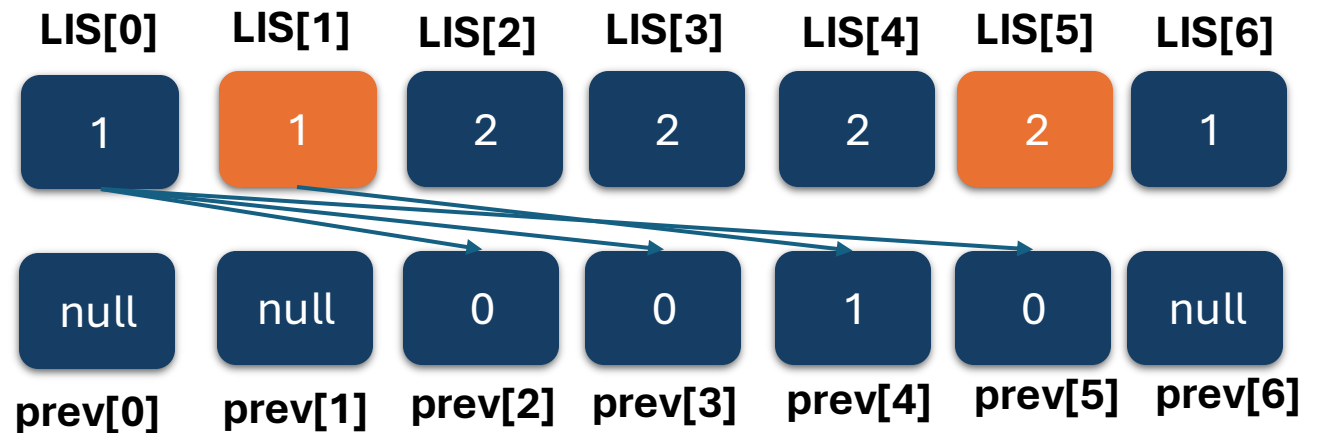 LIS[0] LIS[1] LIS[2] LIS[3] LIS[4] LIS[5] LIS[6]
1 1 2 2 2 2 1
null null 0 0 1 0 null
prev[0] prev[1] prev[2] prev[3] prev[4] prev[5] prev[6]